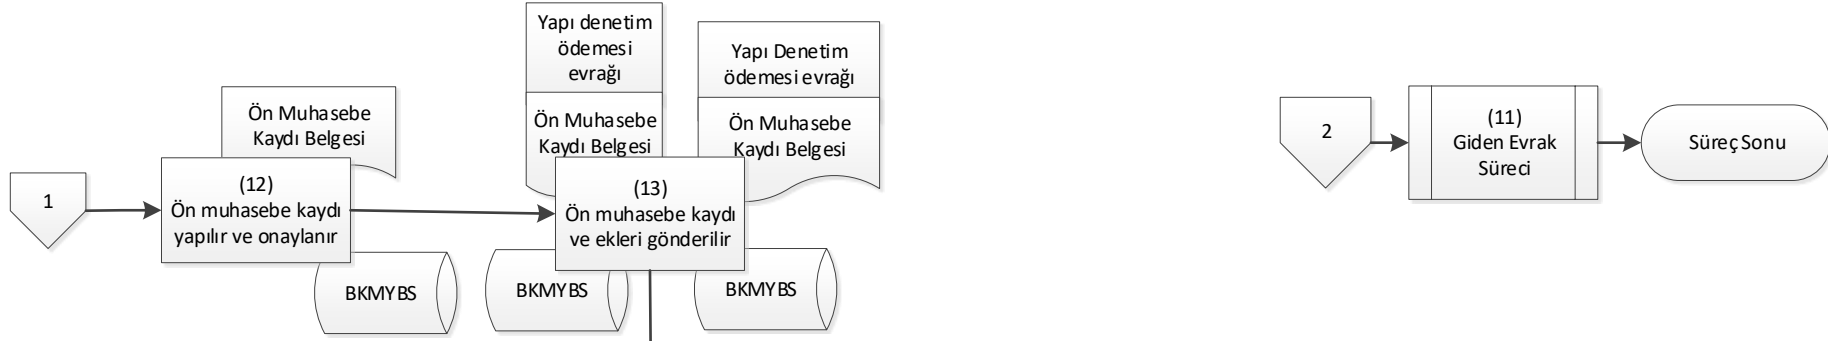 Yapı denetim
ödemesi
evrağı
Yapı Denetim
ödemesi evrağı
Ön Muhasebe
Kaydı Belgesi
Ön Muhasebe
Kaydı Belgesi
Ön Muhasebe
Kaydı Belgesi
1
(12)
Ön muhasebe kaydı
yapılır ve onaylanır
(13)
Ön muhasebe kaydı
ve ekleri gönderilir
BKMYBS
BKMYBS
BKMYBS
2
(11)
Giden Evrak
Süreci
Süreç Sonu